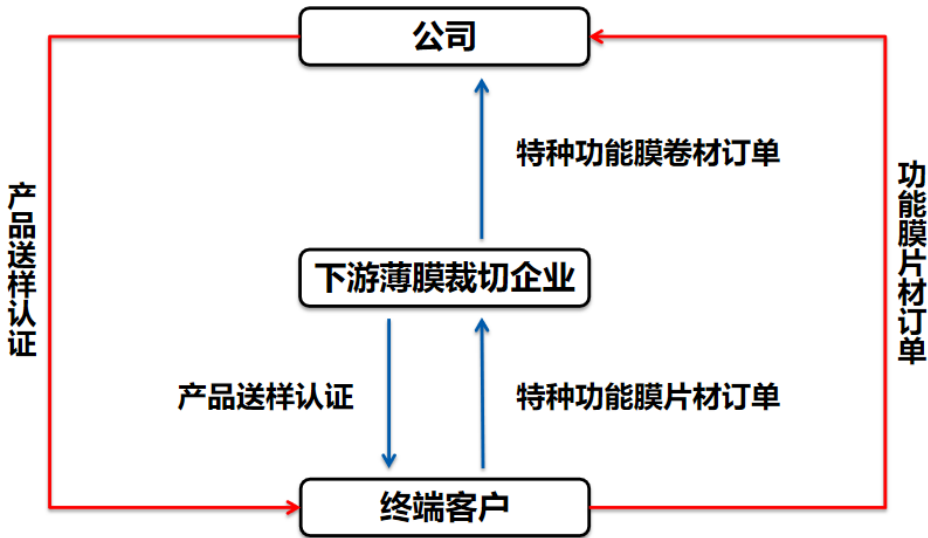 公司
特种功能膜卷材订单
产品送样认证
功能膜片材订单
下游薄膜裁切企业
产品送样认证
特种功能膜片材订单
终端客户